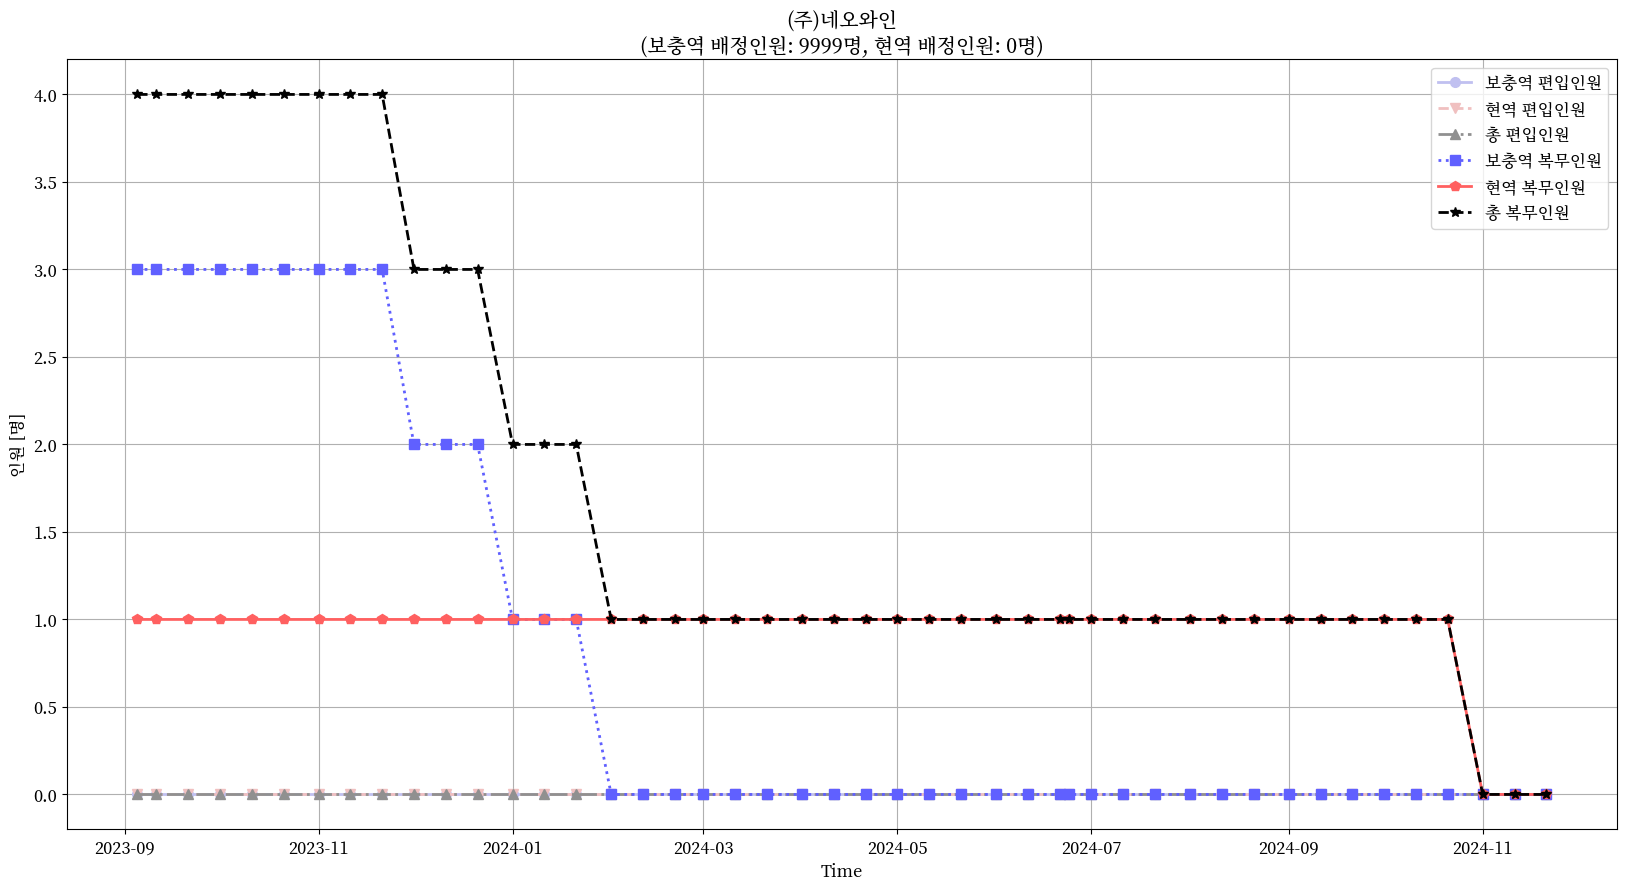 (주)네오와인
(보충역 배정인원: 9999명, 현역 배정인원: 0명)
보충역 편입인원
현역 편입인원
총 편입인원
보충역 복무인원
현역 복무인원
총 복무인원
인원 [명]
4.0
3.5
3.0
2.5
2.0
1.5
1.0
0.5
0.0
2023-09
2023-11
2024-01
2024-03
2024-05
2024-07
2024-09
2024-11
Time